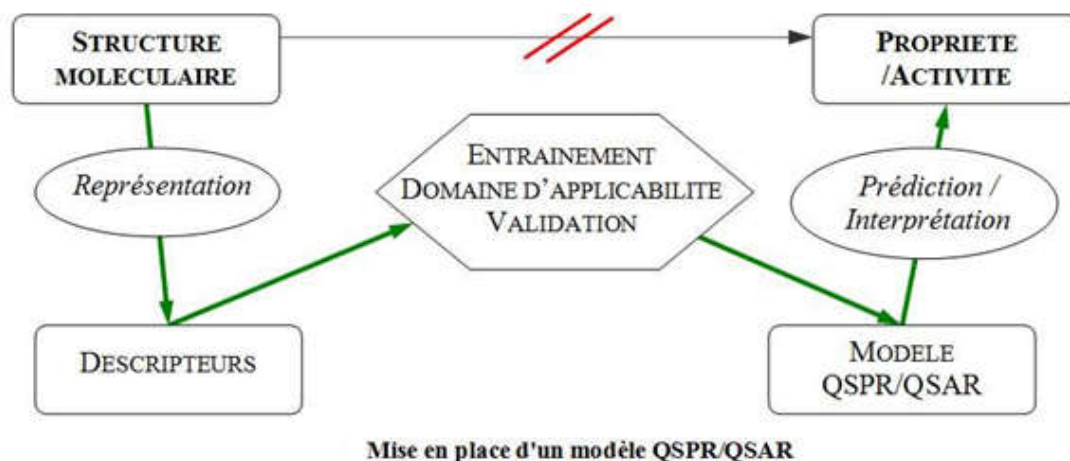 STRUCTURE
MOLECULAIRE
PROPRIETE
/ACTIVITE
Représentation
ENTRAINEMENT
DOMAINE D'APPLICABILITE
VALIDATION
Prédiction /
Interprétation
DESCRIPTEURS
MODELE
QSPR/QSAR
Mise en place d'un modèle QSPR/QSAR